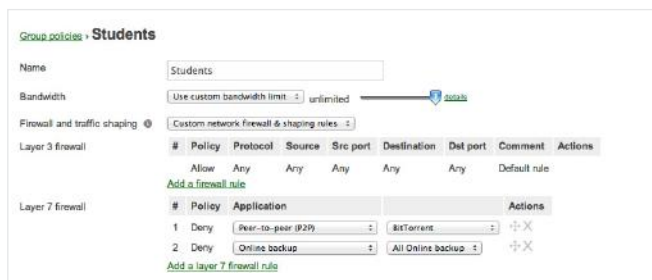 Group policies › Students
Name Students
Bandwidth Use custom bandwidth limit unlimited details
Firewall and traffic shaping Custom network firewall & shaping rules
Layer 3 firewall # Policy Protocol Source Src port Destination Dst port Comment Actions
Allow Any Any Any Any Any Default rule
Add a firewall rule
Layer 7 firewall # Policy Application Actions
1 Deny Peer-to-peer (P2P) BitTorrent
2 Deny Online backup All Online backup
Add a layer 7 firewall rule